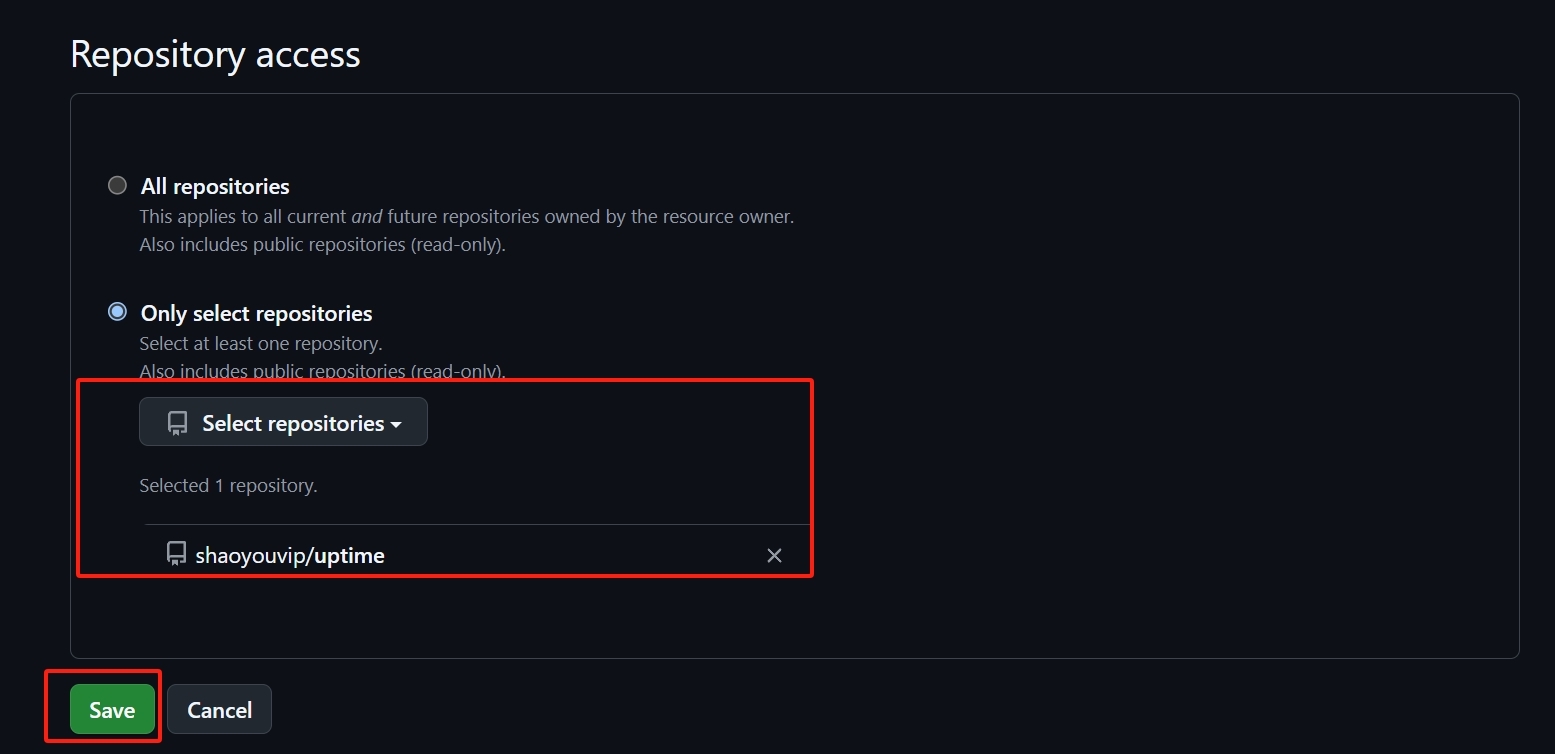 Repository access
All repositories
This applies to all current and future repositories owned by the resource owner.
Also includes public repositories (read-only).
Only select repositories
Select at least one repository.
Also includes public repositories (read-only).
Select repositories
Selected 1 repository.
shaoyouvip/uptime
Save Cancel